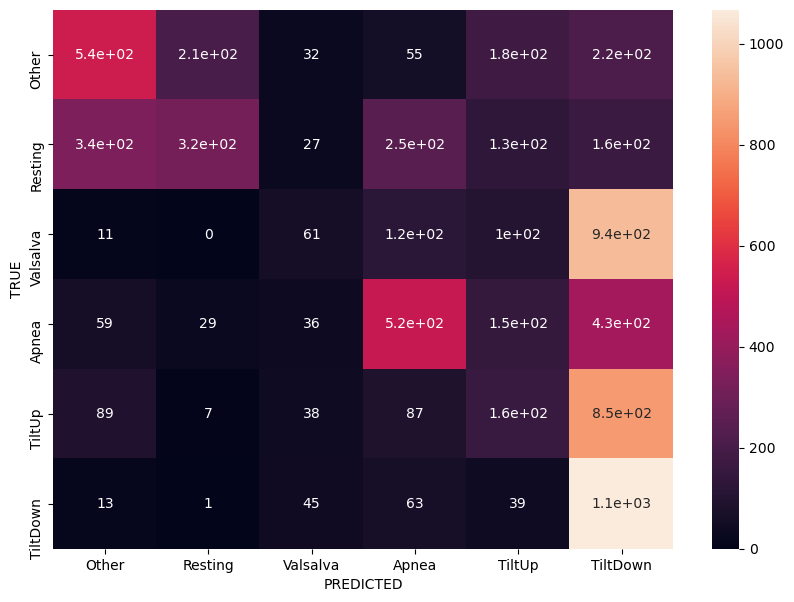 Other 5.4e+02 2.1e+02 32 55 1.8e+02 2.2e+02
Resting 3.4e+02 3.2e+02 27 2.5e+02 1.3e+02 1.6e+02
Valsalva 11 0 61 1.2e+02 1e+02 9.4e+02
Apnea 59 29 36 5.2e+02 1.5e+02 4.3e+02
TiltUp 89 7 38 87 1.6e+02 8.5e+02
TiltDown 13 1 45 63 39 1.1e+03
TRUE
Other Resting Valsalva Apnea TiltUp TiltDown
PREDICTED
1000
800
600
400
200
0